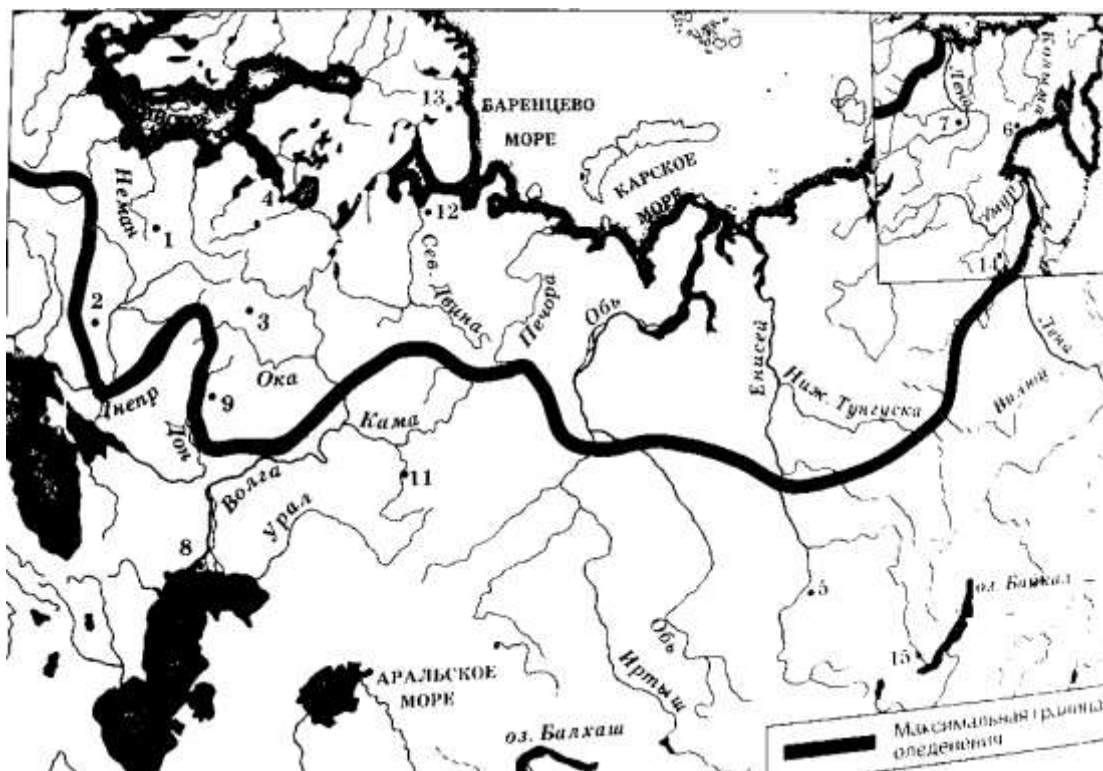 13
БАРЕНЦЕВО
МОРЕ
КАРСКОЕ
МОРЕ
Лена
Колыма
7
6
14
Неман
1
4
12
Сев. Двина
Печора
Обь
Енисей
2
3
Днепр
9
Ока
Дон
Кама
Ниж. Тунгуска
Вилюй
Лена
Волга
Урал
11
8
5
оз. Байкал
15
Обь
Иртыш
АРАЛЬСКОЕ
МОРЕ
оз. Балхаш
Максимальная граница
оледенения